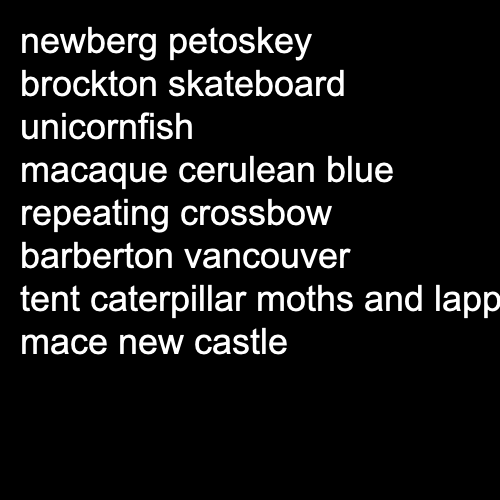 newberg petoskey
brockton skateboard
unicornfish
macaque cerulean blue
repeating crossbow
barberton vancouver
tent caterpillar moths and lapp
mace new castle